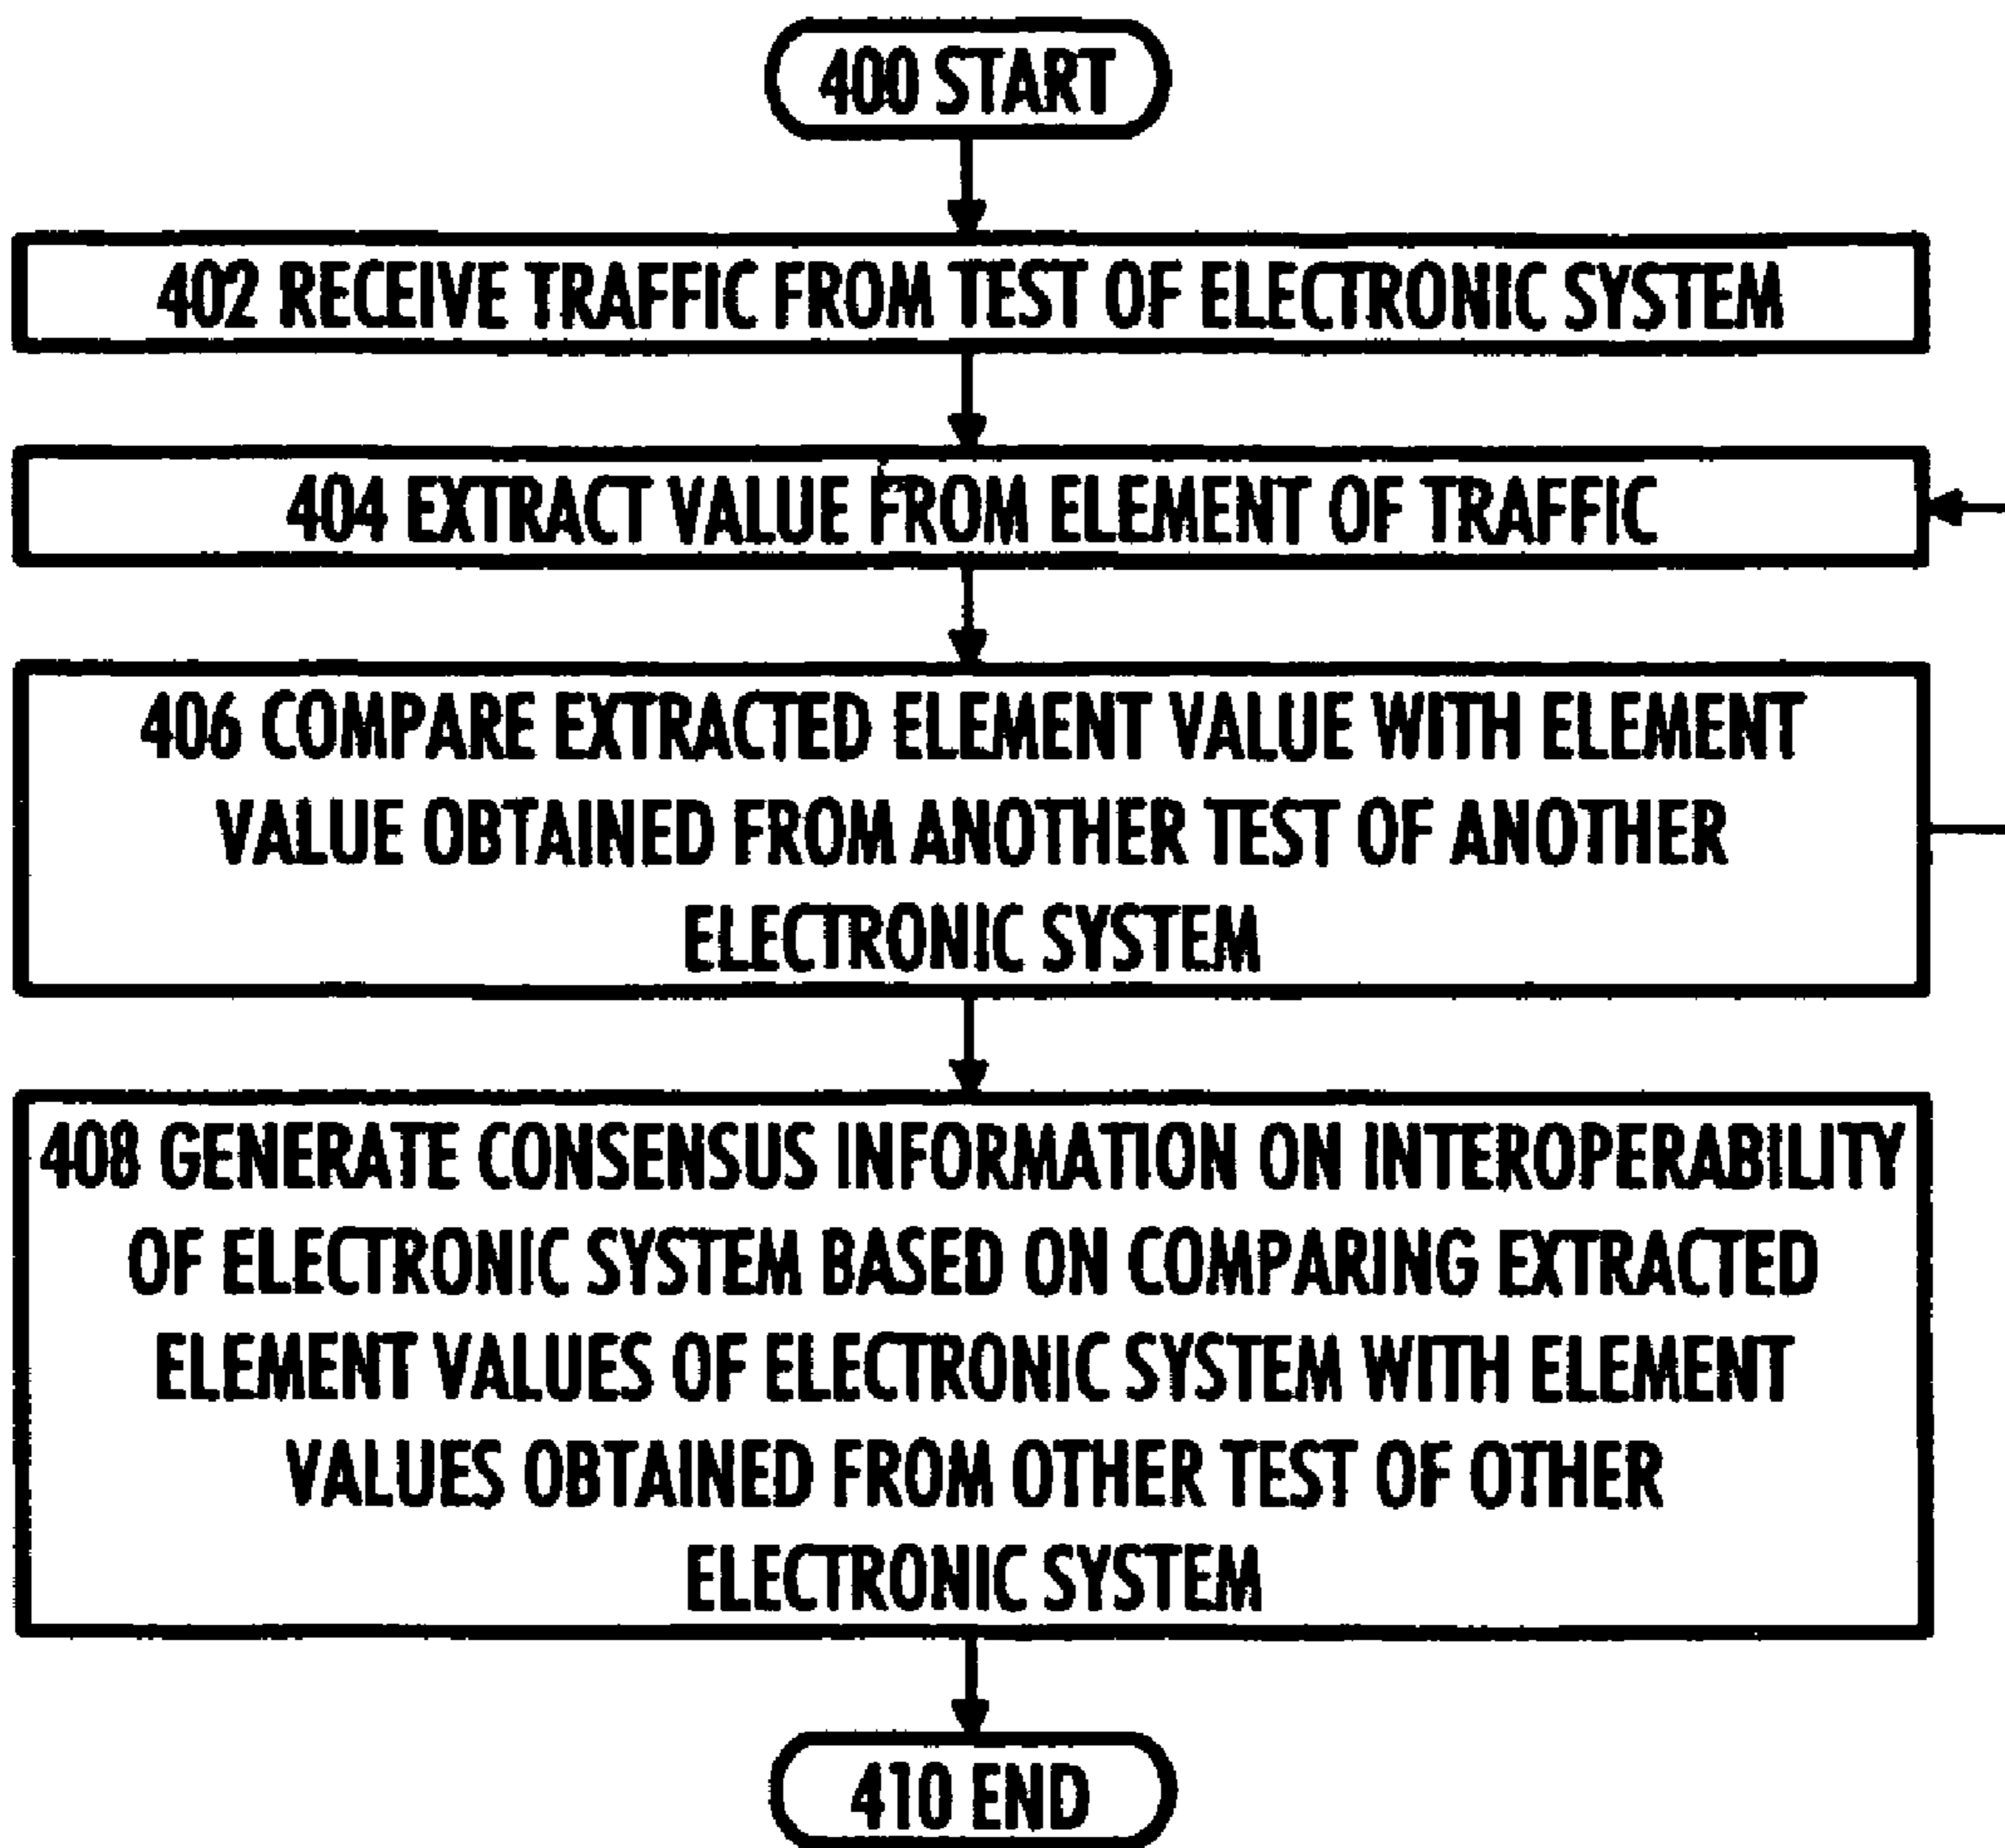 400 START
402 RECEIVE TRAFFIC FROM TEST OF ELECTRONIC SYSTEM
404 EXTRACT VALUE FROM ELEMENT OF TRAFFIC
406 COMPARE EXTRACTED ELEMENT VALUE WITH ELEMENT
VALUE OBTAINED FROM ANOTHER TEST OF ANOTHER
ELECTRONIC SYSTEM
408 GENERATE CONSENSUS INFORMATION ON INTEROPERABILITY
OF ELECTRONIC SYSTEM BASED ON COMPARING EXTRACTED
ELEMENT VALUES OF ELECTRONIC SYSTEM WITH ELEMENT
VALUES OBTAINED FROM OTHER TEST OF OTHER
ELECTRONIC SYSTEM
410 END